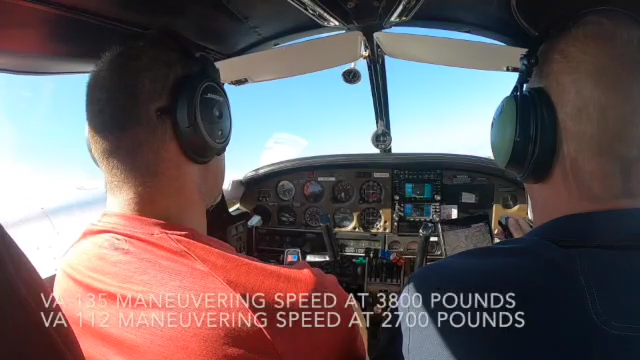 VA 135 MANEUVERING SPEED AT 3800 POUNDS
VA 112 MANEUVERING SPEED AT 2700 POUNDS